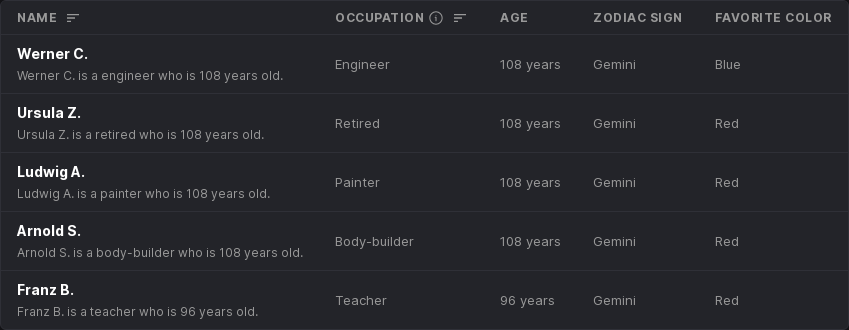 NAME OCCUPATION AGE ZODIAC SIGN FAVORITE COLOR
Werner C.
Werner C. is a engineer who is 108 years old.
Engineer 108 years Gemini Blue
Ursula Z.
Ursula Z. is a retired who is 108 years old.
Retired 108 years Gemini Red
Ludwig A.
Ludwig A. is a painter who is 108 years old.
Painter 108 years Gemini Red
Arnold S.
Arnold S. is a body-builder who is 108 years old.
Body-builder 108 years Gemini Red
Franz B.
Franz B. is a teacher who is 96 years old.
Teacher 96 years Gemini Red